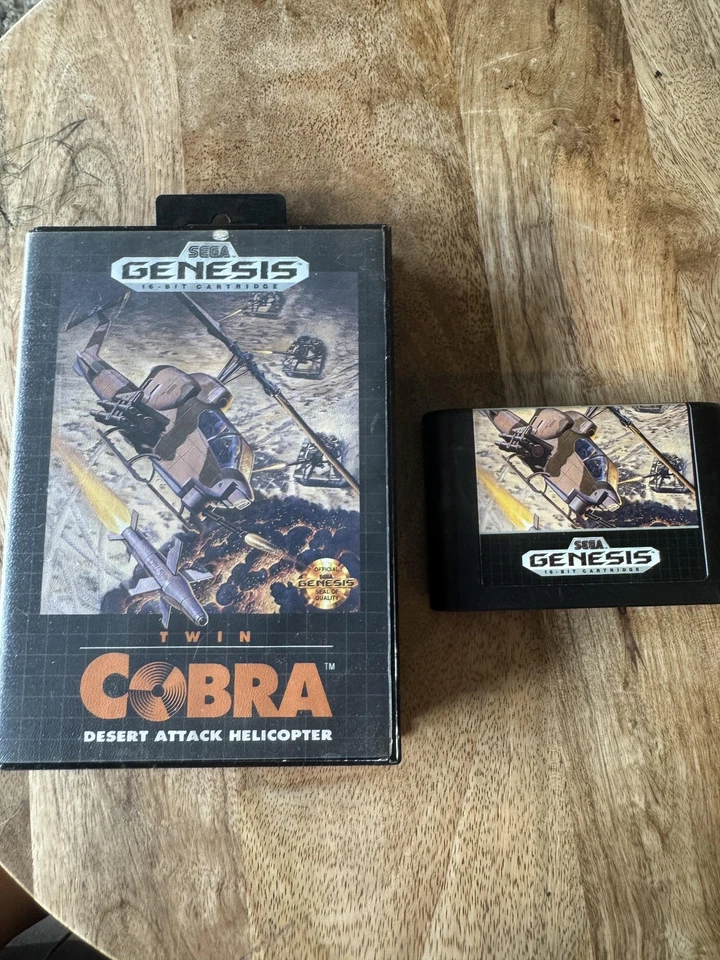 SEGA
GENESIS
16-BIT CARTRIDGE
OFFICIAL
SEGA
GENESIS
SEAL OF
QUALITY
TWIN
COBRA™
DESERT ATTACK HELICOPTER
SEGA
GENESIS
16-BIT CARTRIDGE